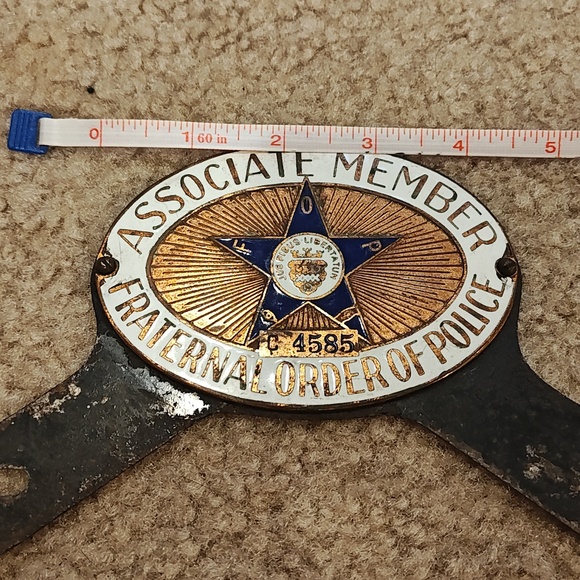 0 1 60 in 2 3 4 5
ASSOCIATE MEMBER
F O P
JUS FIDUS LIBERTATUM
C 4585
FRATERNAL ORDER OF POLICE